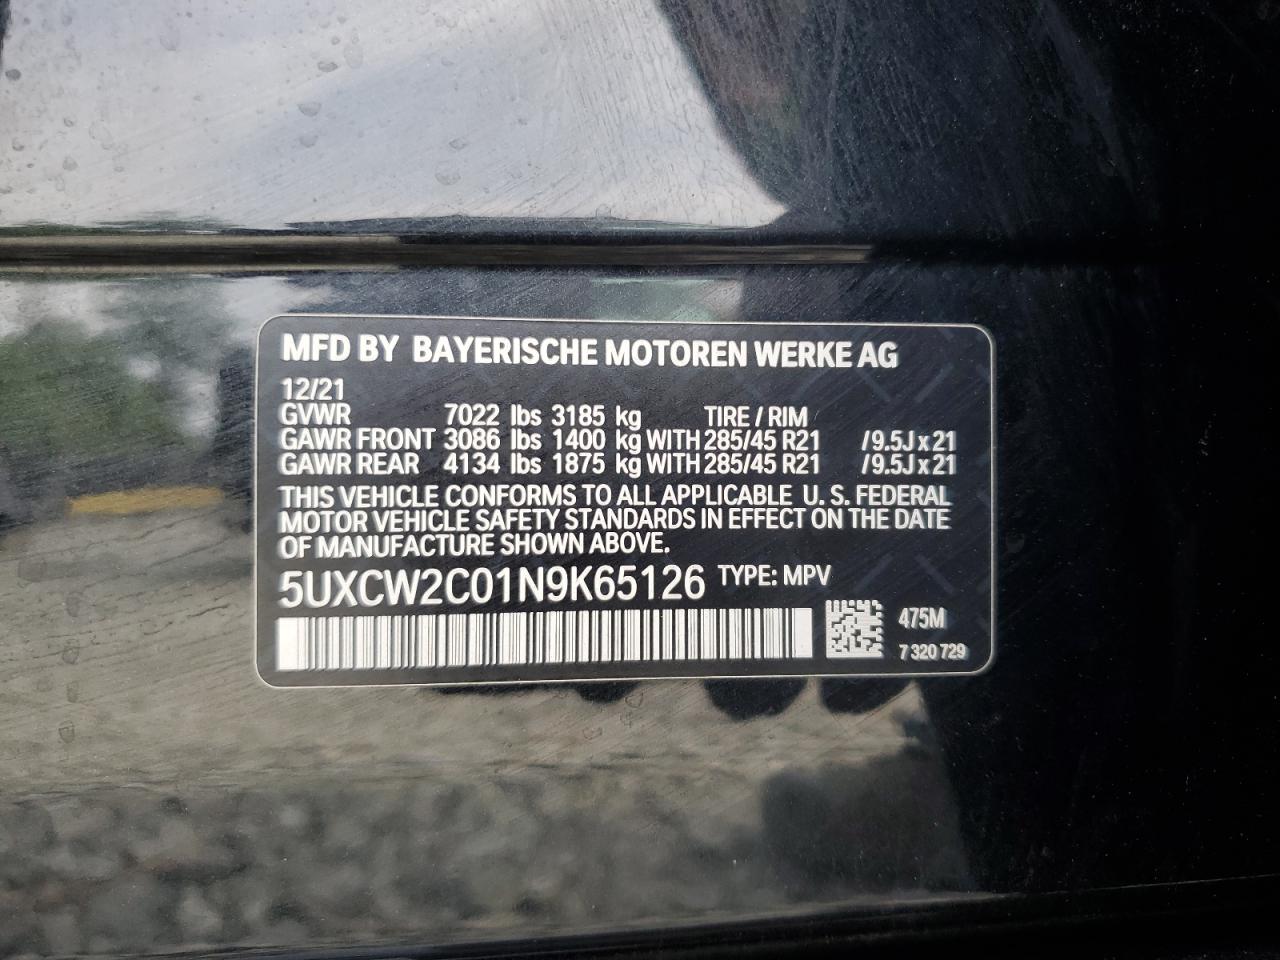 MFD BY BAYERISCHE MOTOREN WERKE AG
12/21
GVWR 7022 lbs 3185 kg TIRE / RIM
GAWR FRONT 3086 lbs 1400 kg WITH 285/45 R21 /9.5J x 21
GAWR REAR 4134 lbs 1875 kg WITH 285/45 R21 /9.5J x 21
THIS VEHICLE CONFORMS TO ALL APPLICABLE U. S. FEDERAL
MOTOR VEHICLE SAFETY STANDARDS IN EFFECT ON THE DATE
OF MANUFACTURE SHOWN ABOVE.
5UXCW2C01N9K65126 TYPE: MPV
475M
7 320 729